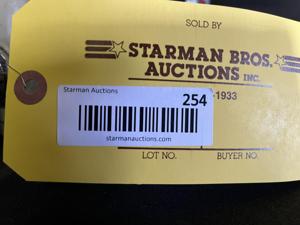 SOLD BY
STARMAN BROS.
AUCTIONS INC.
Starman Auctions
254
-1933
starmanauctions.com
LOT NO. BUYER NO.